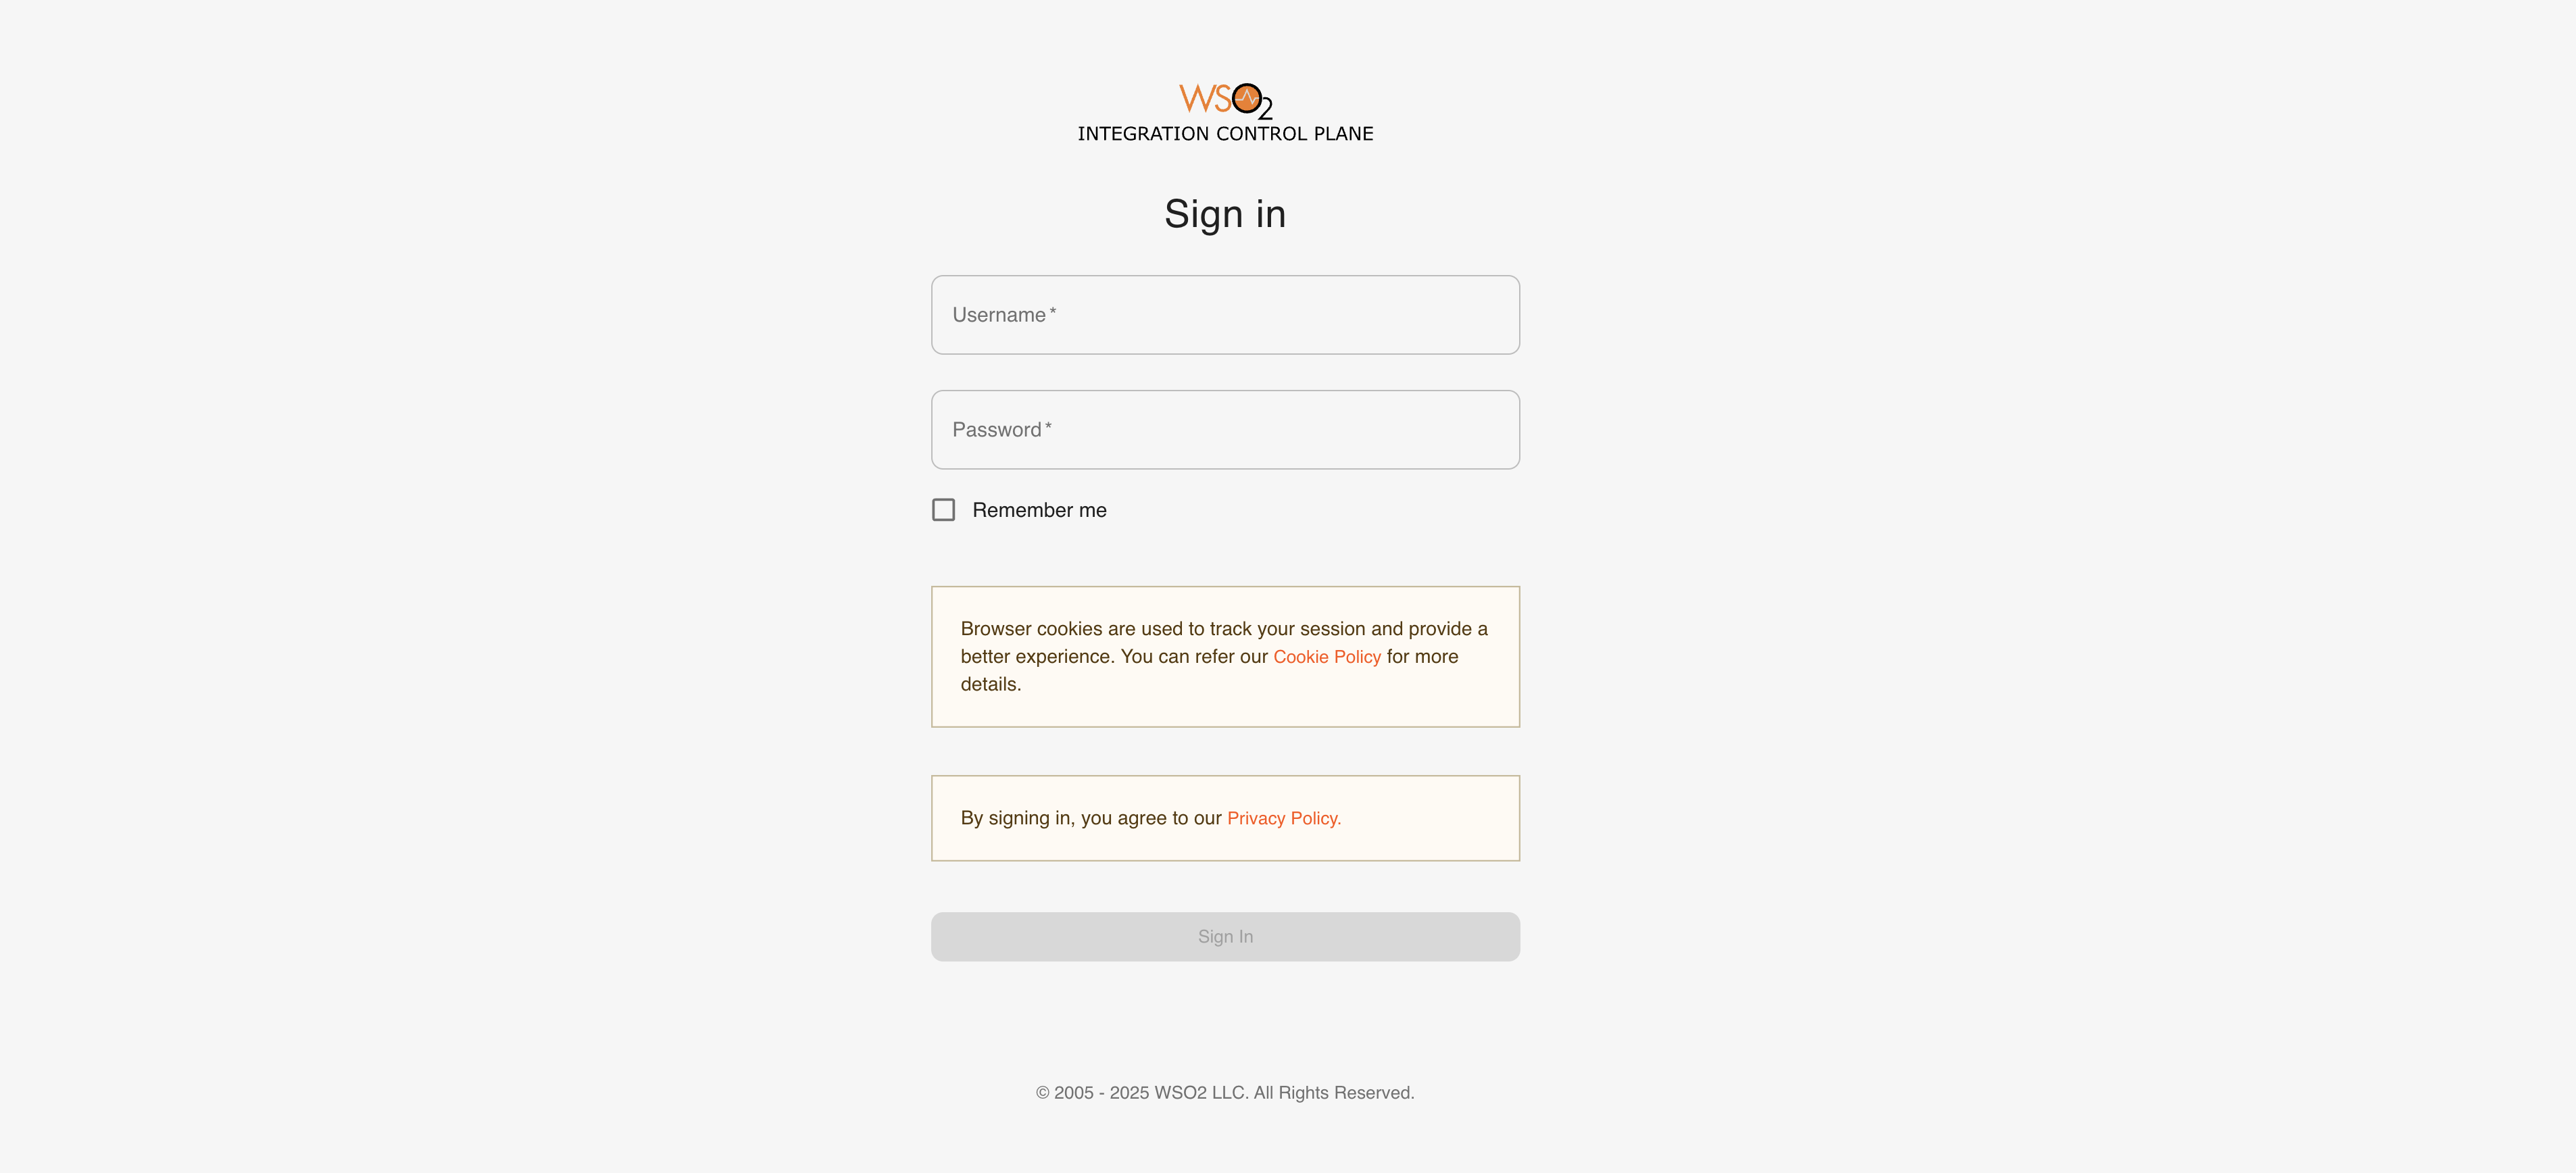 WSO2
INTEGRATION CONTROL PLANE
Sign in
Username *
Password *
Remember me
Browser cookies are used to track your session and provide a
better experience. You can refer our Cookie Policy for more
details.
By signing in, you agree to our Privacy Policy.
Sign In
© 2005 - 2025 WSO2 LLC. All Rights Reserved.